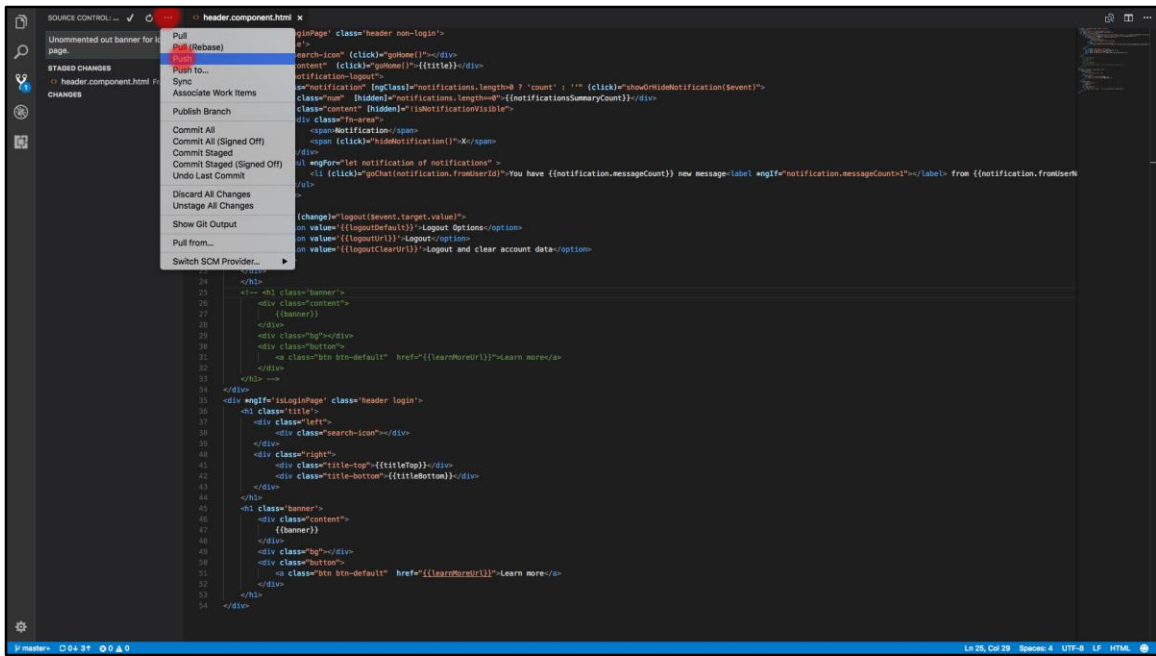 SOURCE CONTROL: ...
header.component.html
Unommented out banner for lo
page.
STAGED CHANGES
header.component.html
CHANGES
1
Pull
Pull (Rebase)
Push
Push to...
Sync
Associate Work Items
Publish Branch
Commit All
Commit All (Signed Off)
Commit Staged
Commit Staged (Signed Off)
Undo Last Commit
Discard All Changes
Unstage All Changes
Show Git Output
Pull from...
Switch SCM Provider...
ginPage' class='header non-login'>
e'>
earch-icon" (click)="goHome()"></div>
ontent" (click)="goHome()">{{title}}</div>
otification-logout">
s="notification" [ngClass]="notifications.length>0 ? 'count' : ''" (click)="showOrHideNotification($event)">
class="num" [hidden]="notifications.length==0">{{notificationsSummaryCount}}</div>
class="content" [hidden]="!isNotificationVisible">
div class="fn-area">
<span>Notification</span>
<span (click)="hideNotification()">X</span>
/div>
ul *ngFor="let notification of notifications" >
<li (click)="goChat(notification.fromUserId)">You have {{notification.messageCount}} new message<label *ngIf="notification.messageCount>1"></label> from {{notification.fromUserN
/ul>
>
(change)="logout($event.target.value)">
on value='{{logoutDefault}}'>Logout Options</option>
on value='{{logoutUrl}}'>Logout</option>
on value='{{logoutClearUrl}}'>Logout and clear account data</option>
23 </div>
24 </h1>
25 <!-- <h1 class='banner'>
26 <div class="content">
27 {{banner}}
28 </div>
29 <div class="bg"></div>
30 <div class="button">
31 <a class="btn btn-default" href="{{learnMoreUrl}}">Learn more</a>
32 </div>
33 </h1> -->
34 </div>
35 <div *ngIf='isLoginPage' class='header login'>
36 <h1 class='title'>
37 <div class="left">
38 <div class="search-icon"></div>
39 </div>
40 <div class="right">
41 <div class="title-top">{{titleTop}}</div>
42 <div class="title-bottom">{{titleBottom}}</div>
43 </div>
44 </h1>
45 <h1 class='banner'>
46 <div class="content">
47 {{banner}}
48 </div>
49 <div class="bg"></div>
50 <div class="button">
51 <a class="btn btn-default" href="{{learnMoreUrl}}">Learn more</a>
52 </div>
53 </h1>
54 </div>
master+ 0↓ 3↑ 0 0
Ln 25, Col 29 Spaces: 4 UTF-8 LF HTML